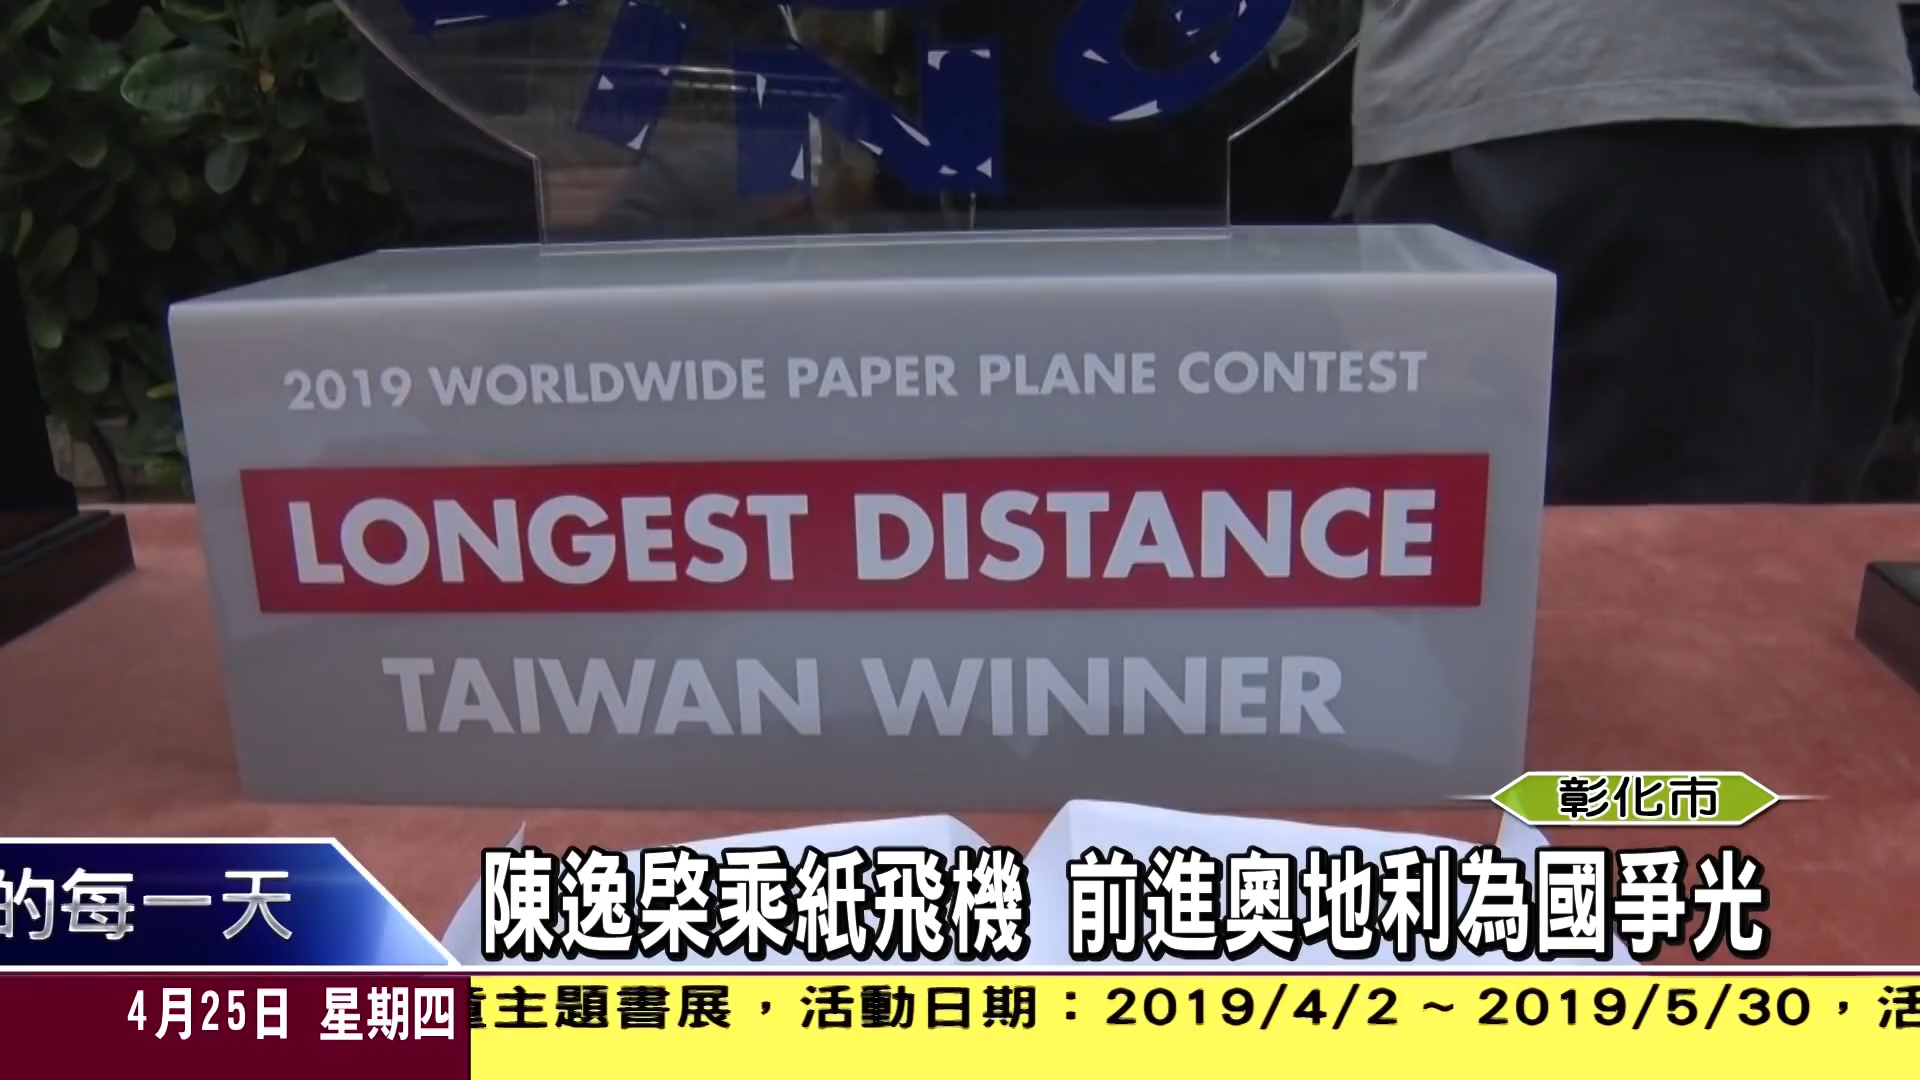 2019 WORLDWIDE PAPER PLANE CONTEST
LONGEST DISTANCE
TAIWAN WINNER
彰化市
的每一天
陳逸棨乘紙飛機 前進奧地利為國爭光
4月25日 星期四
童主題書展，活動日期：2019/4/2 ~ 2019/5/30，活